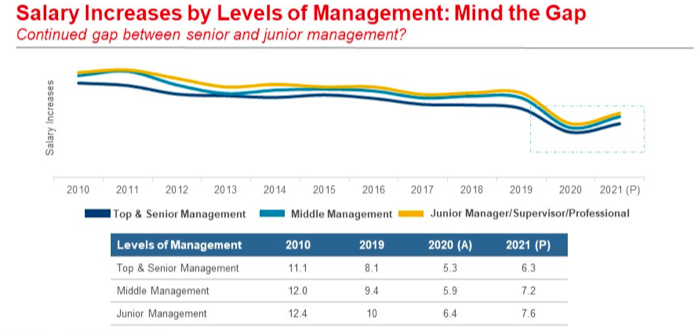 Salary Increases by Levels of Management: Mind the Gap
Continued gap between senior and junior management?
Salary Increases
2010 2011 2012 2013 2014 2015 2016 2017 2018 2019 2020 2021 (P)
Top & Senior Management Middle Management Junior Manager/Supervisor/Professional
Levels of Management 2010 2019 2020 (A) 2021 (P)
Top & Senior Management 11.1 8.1 5.3 6.3
Middle Management 12.0 9.4 5.9 7.2
Junior Management 12.4 10 6.4 7.6